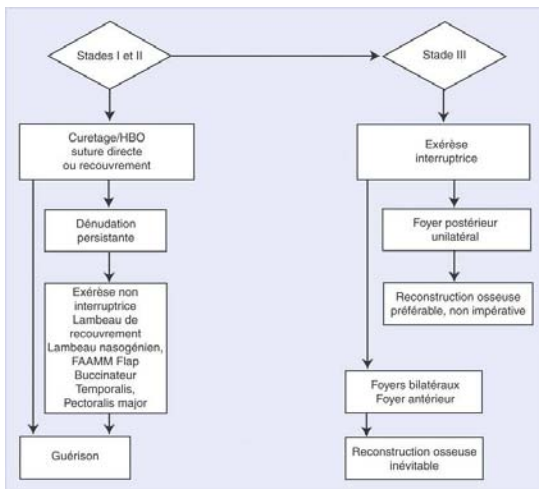 Stades I et II
Curetage/HBO
suture directe
ou recouvrement
Dénudation
persistante
Exérèse non
interruptrice
Lambeau de
recouvrement
Lambeau nasogénien,
FAAMM Flap
Buccinateur
Temporalis,
Pectoralis major
Guérison
Stade III
Exérèse
interruptrice
Foyer postérieur
unilatéral
Reconstruction osseuse
préférable, non impérative
Foyers bilatéraux
Foyer antérieur
Reconstruction osseuse
inévitable